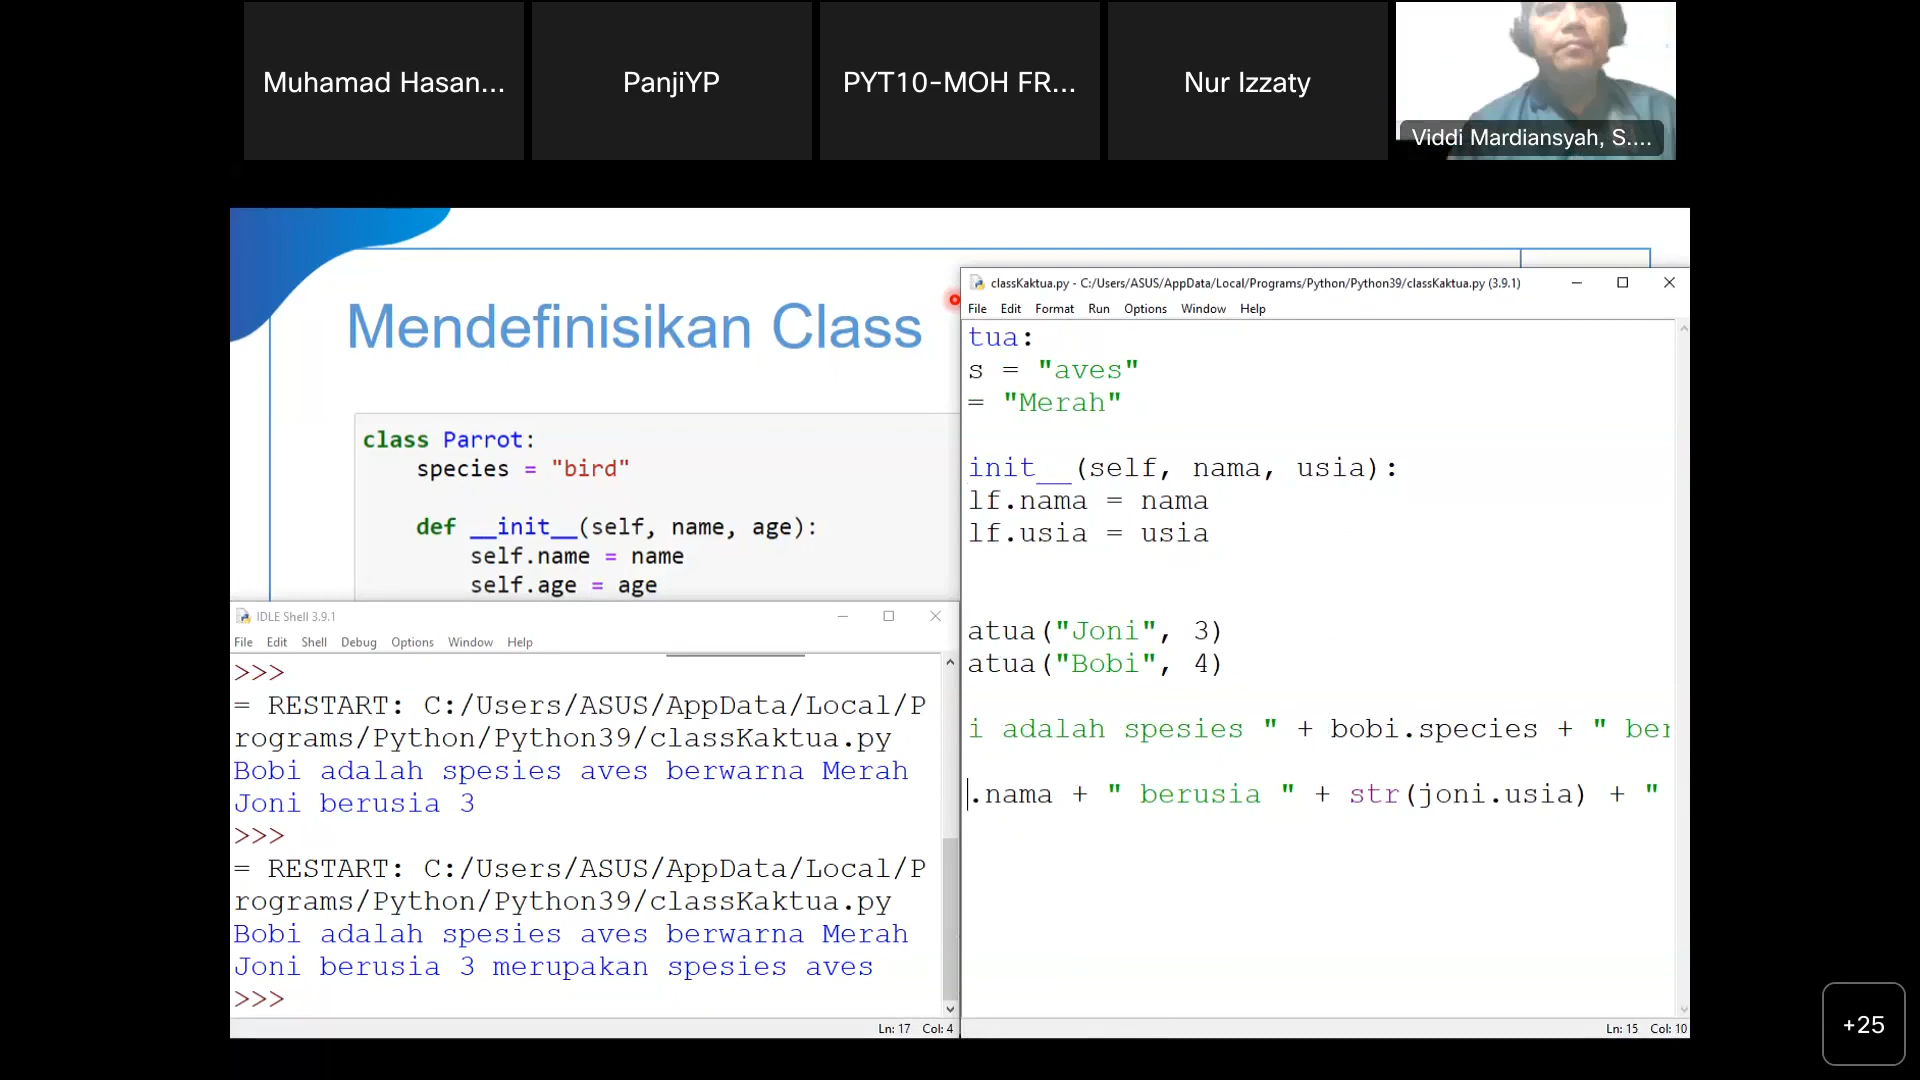 Muhamad Hasan...
PanjiYP
PYT10-MOH FR...
Nur Izzaty
Viddi Mardiansyah, S....
Mendefinisikan Class
class Parrot:
species = "bird"
def __init__(self, name, age):
self.name = name
self.age = age
IDLE Shell 3.9.1
File Edit Shell Debug Options Window Help
>>>
= RESTART: C:/Users/ASUS/AppData/Local/P
rograms/Python/Python39/classKaktua.py
Bobi adalah spesies aves berwarna Merah
Joni berusia 3
>>>
= RESTART: C:/Users/ASUS/AppData/Local/P
rograms/Python/Python39/classKaktua.py
Bobi adalah spesies aves berwarna Merah
Joni berusia 3 merupakan spesies aves
>>>
Ln: 17 Col: 4
classKaktua.py - C:/Users/ASUS/AppData/Local/Programs/Python/Python39/classKaktua.py (3.9.1)
File Edit Format Run Options Window Help
tua:
s = "aves"
= "Merah"
init__(self, nama, usia):
lf.nama = nama
lf.usia = usia
atua("Joni", 3)
atua("Bobi", 4)
i adalah spesies " + bobi.species + " ber
.nama + " berusia " + str(joni.usia) + "
Ln: 15 Col: 10
+25